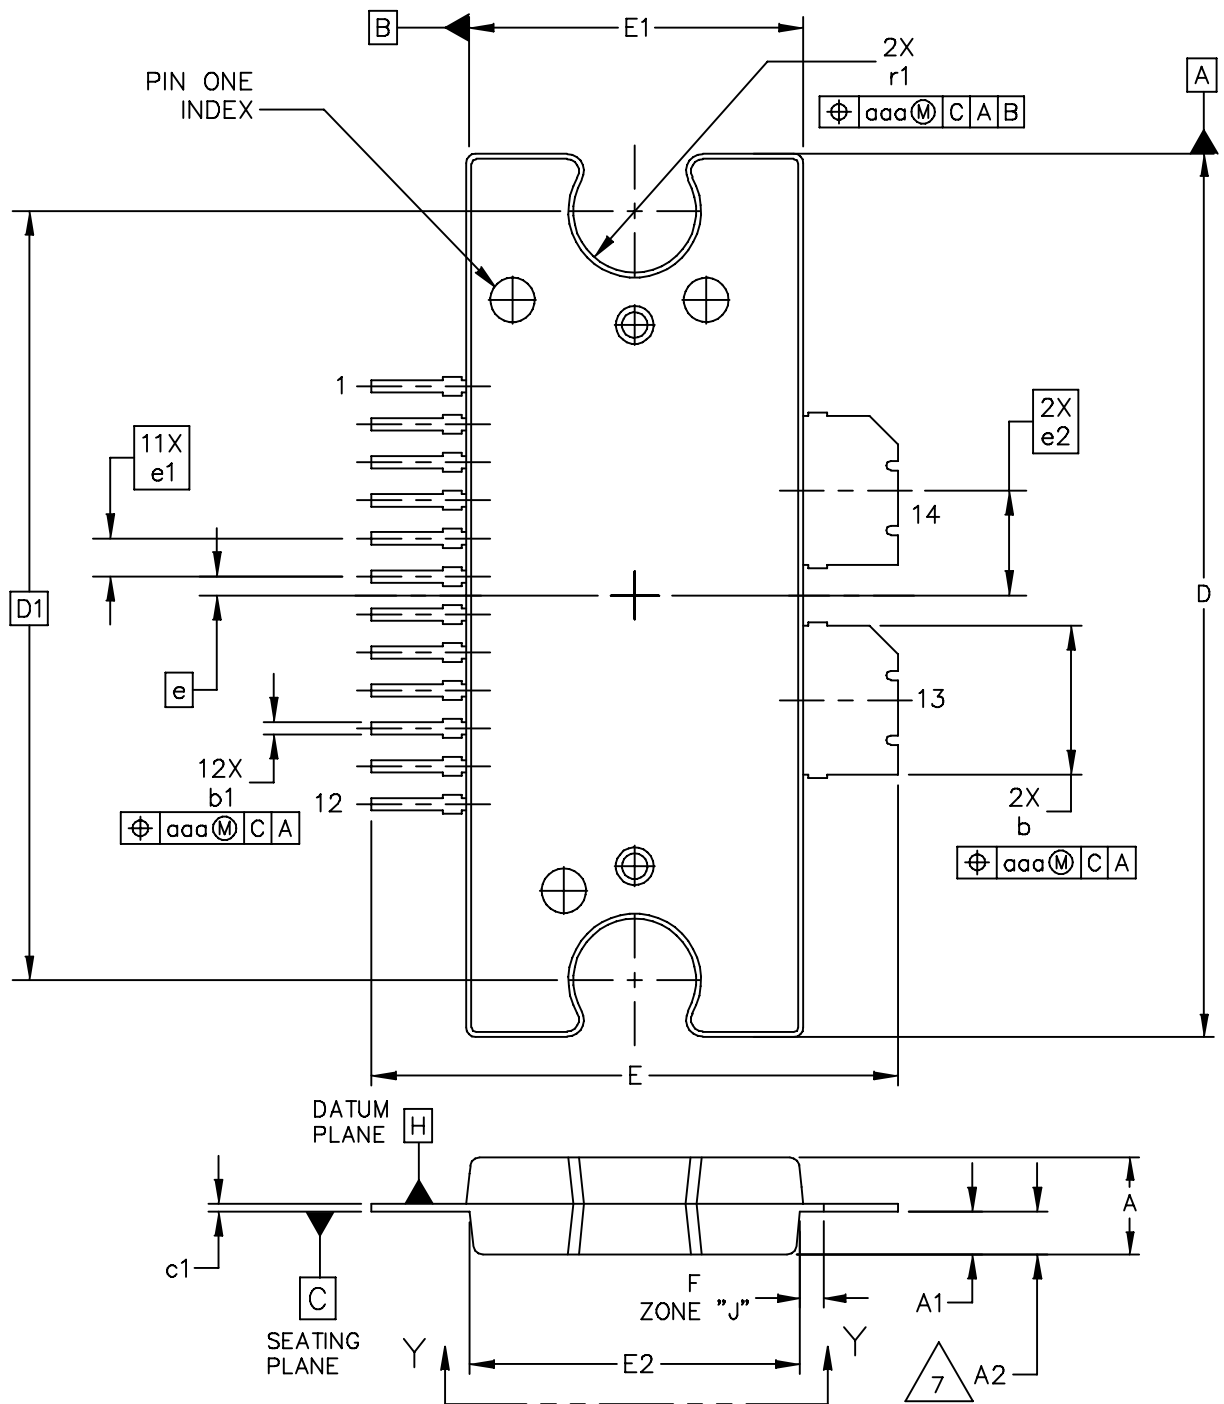 B
E1
2X
r1
⌖ aaa Ⓜ C A B
A
PIN ONE
INDEX
1
11X
e1
2X
e2
14
D1
D
e
13
12X
b1
⌖ aaa Ⓜ C A
12
2X
b
⌖ aaa Ⓜ C A
E
DATUM
PLANE
H
A
c1
C
SEATING
PLANE
F
ZONE "J"
A1
Y
E2
Y
7
A2